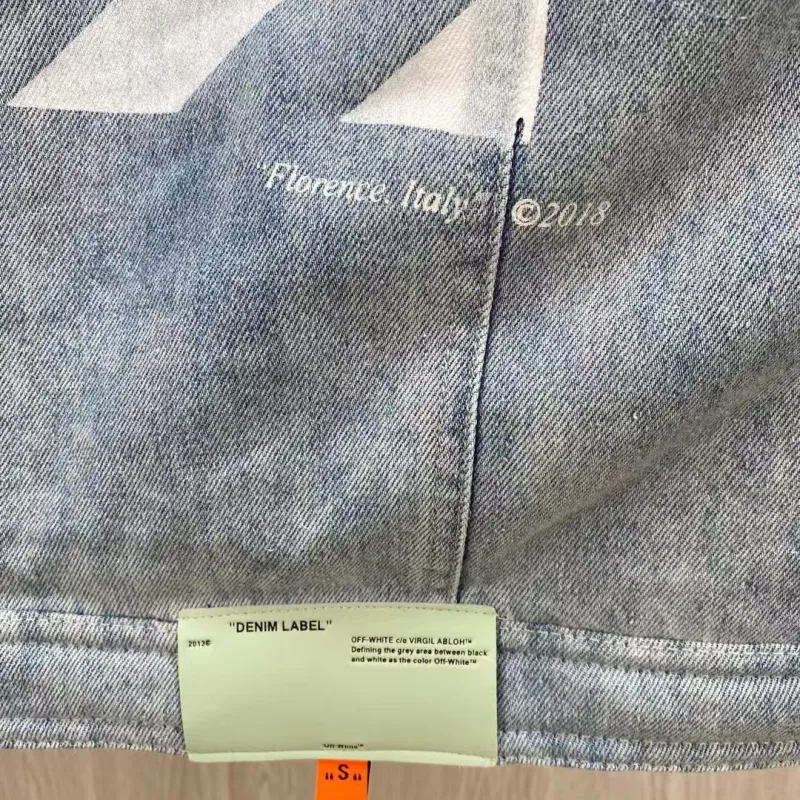 "Florence, Italy" ©2018
"DENIM LABEL"
2013©
OFF-WHITE c/o VIRGIL ABLOH™
Defining the grey area between black
and white as the color Off-White™
"Off-White™"
"S"